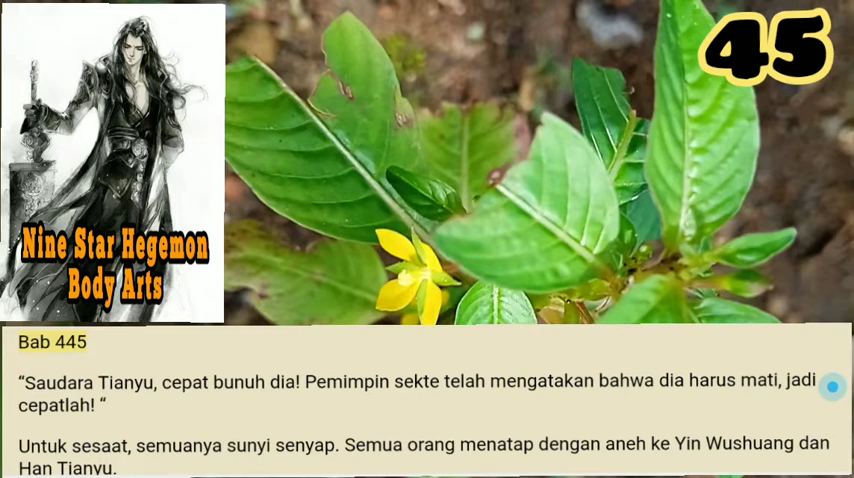 45
Nine Star Hegemon
Body Arts
Bab 445
“Saudara Tianyu, cepat bunuh dia! Pemimpin sekte telah mengatakan bahwa dia harus mati, jadi
cepatlah! “
Untuk sesaat, semuanya sunyi senyap. Semua orang menatap dengan aneh ke Yin Wushuang dan
Han Tianyu.